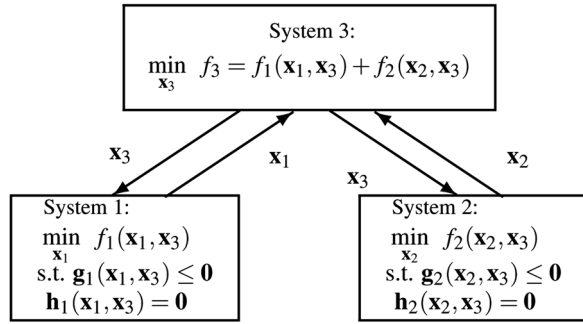 System 3:
min f₃ = f₁(x₁,x₃) + f₂(x₂,x₃)
x₃
x₃
x₁
x₃
x₂
System 1:
min f₁(x₁,x₃)
x₁
s.t. g₁(x₁,x₃) ≤ 0
h₁(x₁,x₃) = 0
System 2:
min f₂(x₂,x₃)
x₂
s.t. g₂(x₂,x₃) ≤ 0
h₂(x₂,x₃) = 0